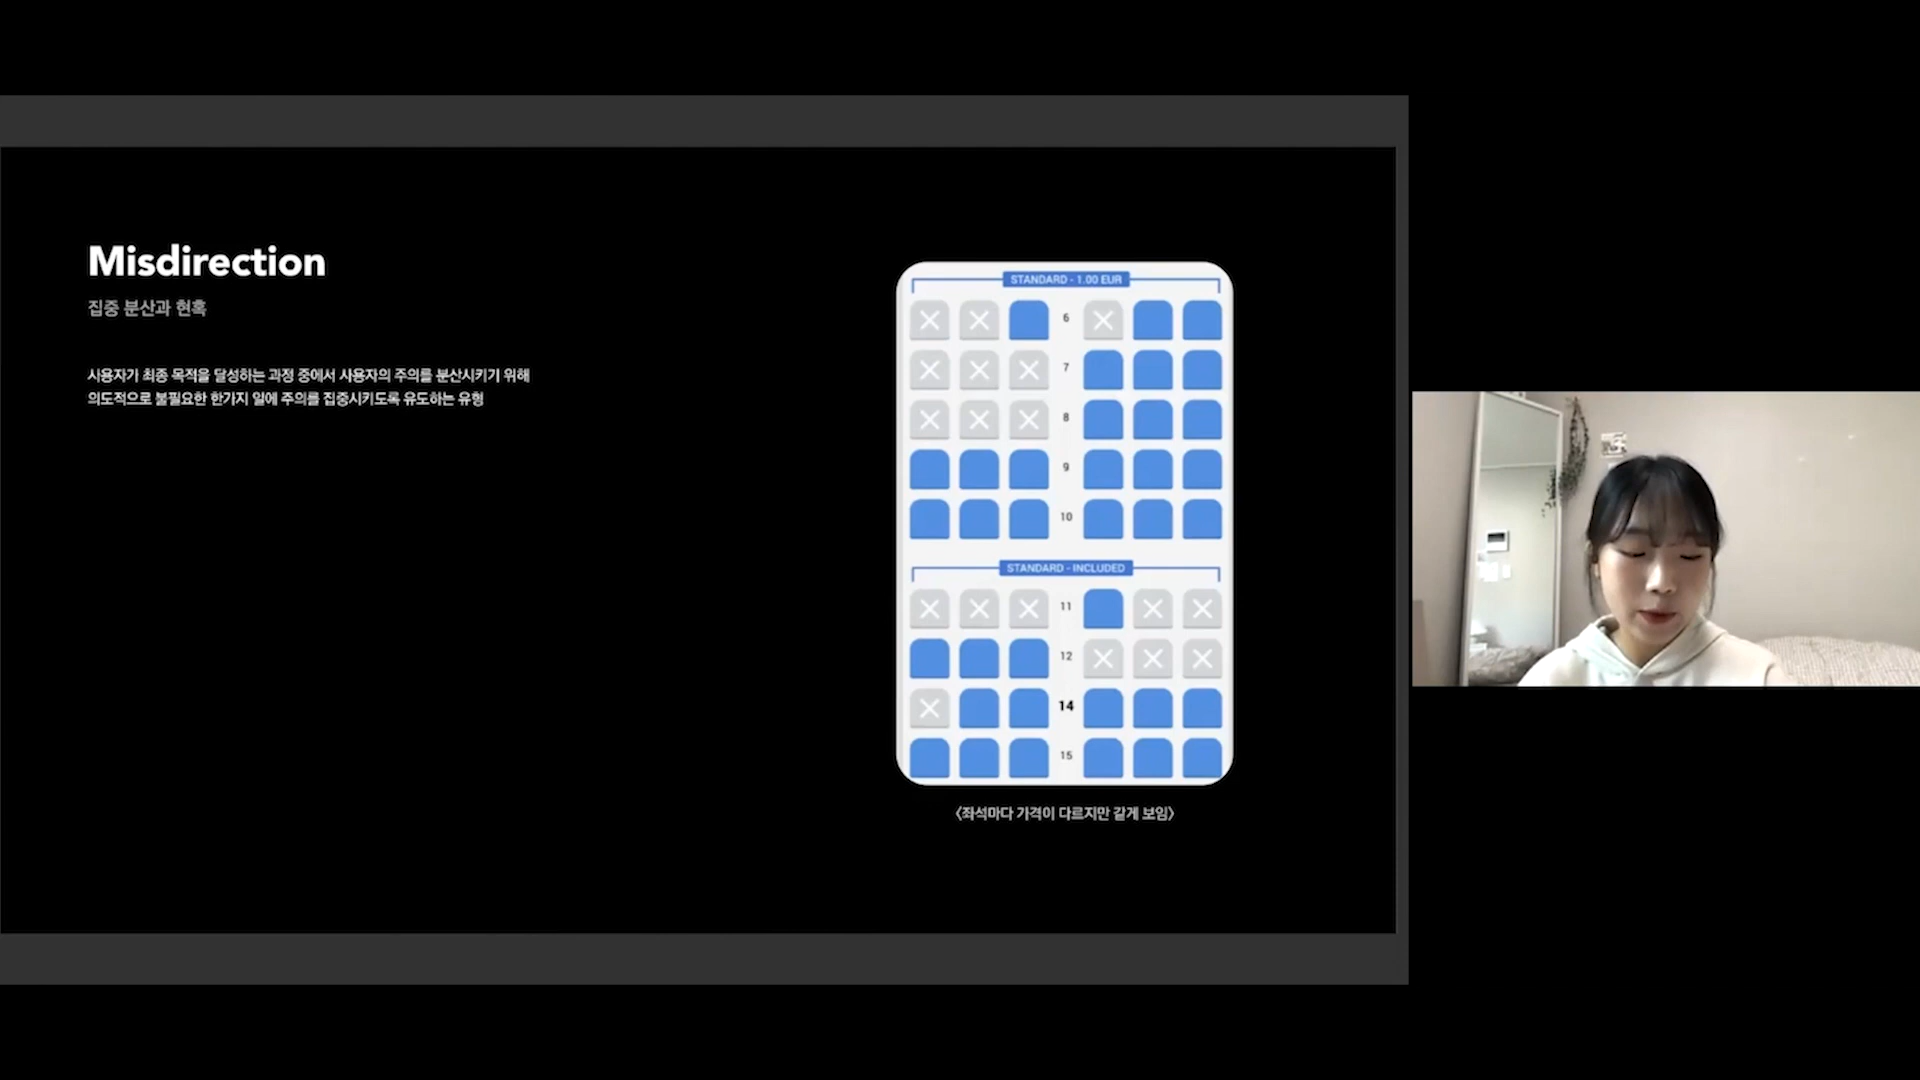 Misdirection
집중 분산과 현혹
사용자가 최종 목적을 달성하는 과정 중에서 사용자의 주의를 분산시키기 위해
의도적으로 불필요한 한가지 일에 주의를 집중시키도록 유도하는 유형
STANDARD - 1.00 EUR
6
7
8
9
10
STANDARD - INCLUDED
11
12
14
15
〈좌석마다 가격이 다르지만 같게 보임〉